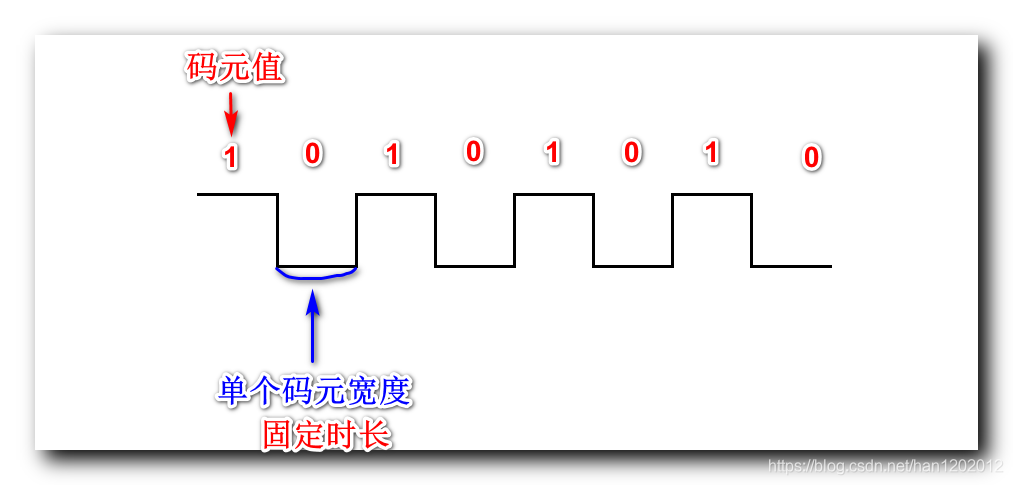 码元值
1 0 1 0 1 0 1 0
单个码元宽度
固定时长
https://blog.csdn.net/han1202012